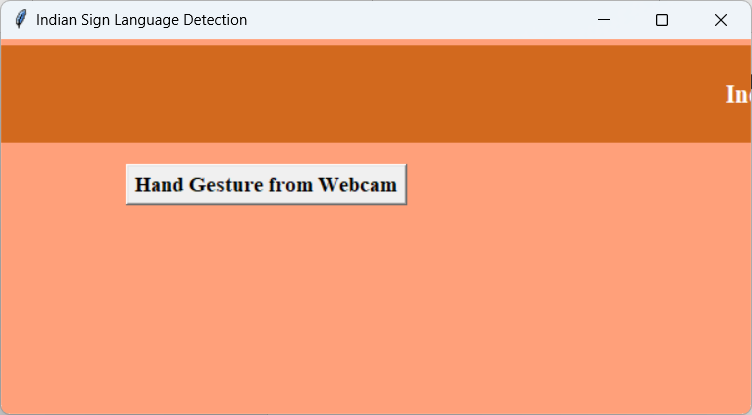 Indian Sign Language Detection
Hand Gesture from Webcam